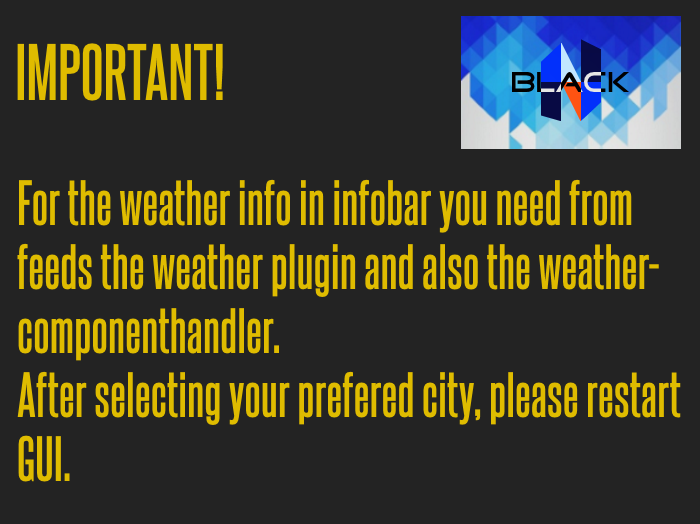 IMPORTANT!
BLACK
For the weather info in infobar you need from
feeds the weather plugin and also the weather-
componenthandler.
After selecting your prefered city, please restart
GUI.